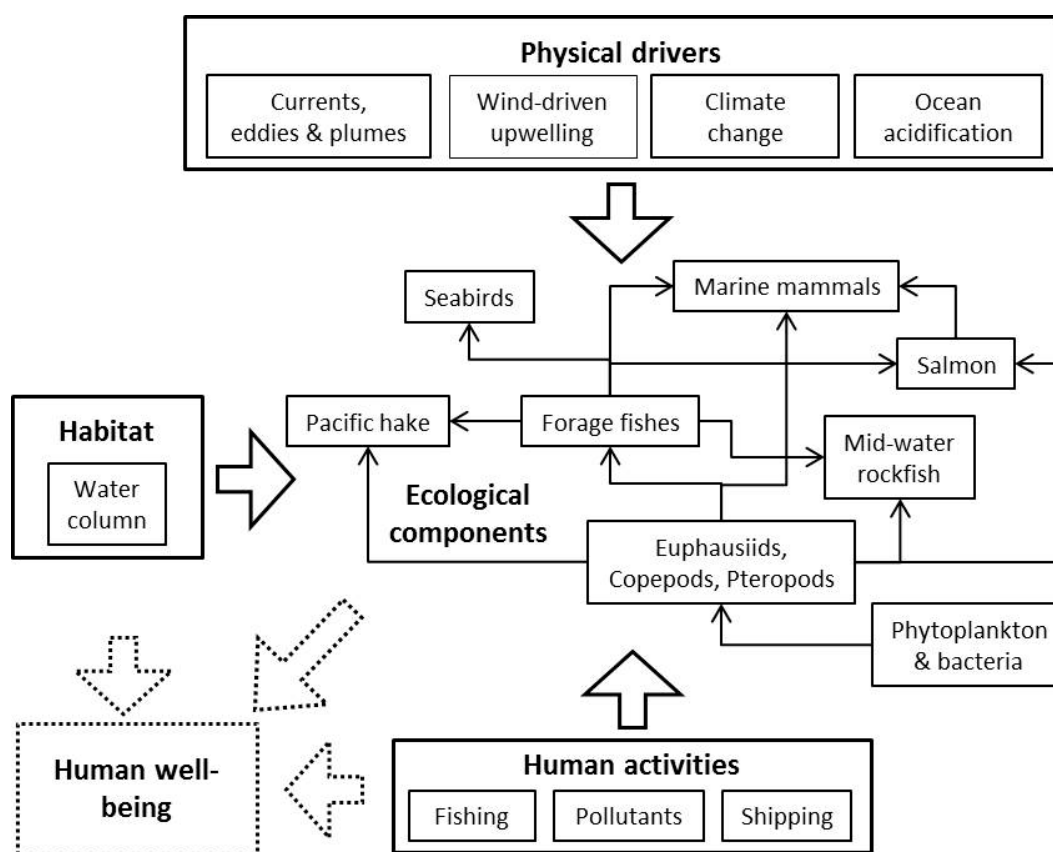 Physical drivers
Currents,
eddies & plumes
Wind-driven
upwelling
Climate
change
Ocean
acidification
Seabirds
Marine mammals
Salmon
Habitat
Water
column
Pacific hake
Forage fishes
Mid-water
rockfish
Ecological
components
Euphausiids,
Copepods, Pteropods
Phytoplankton
& bacteria
Human well-
being
Human activities
Fishing
Pollutants
Shipping